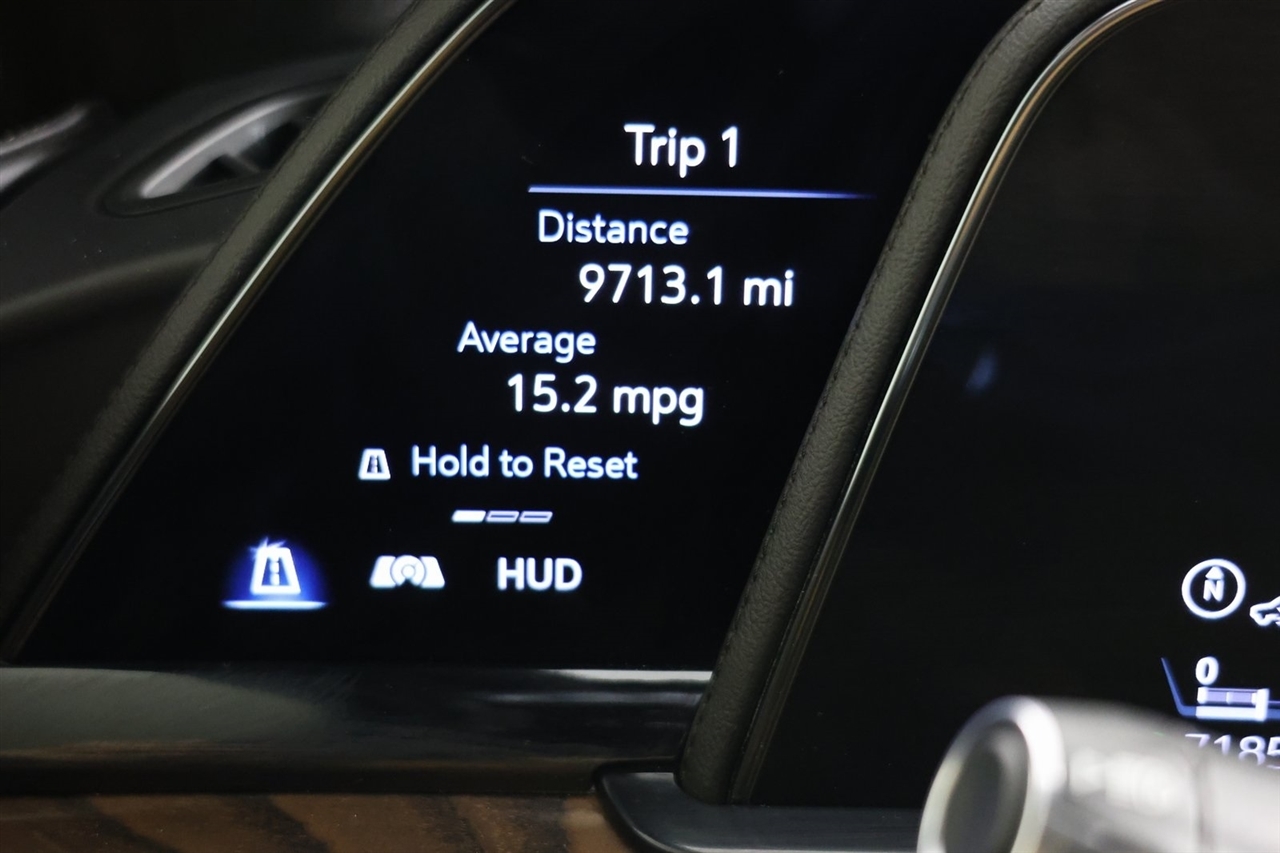 Trip 1
Distance
9713.1 mi
Average
15.2 mpg
Hold to Reset
HUD
N
0